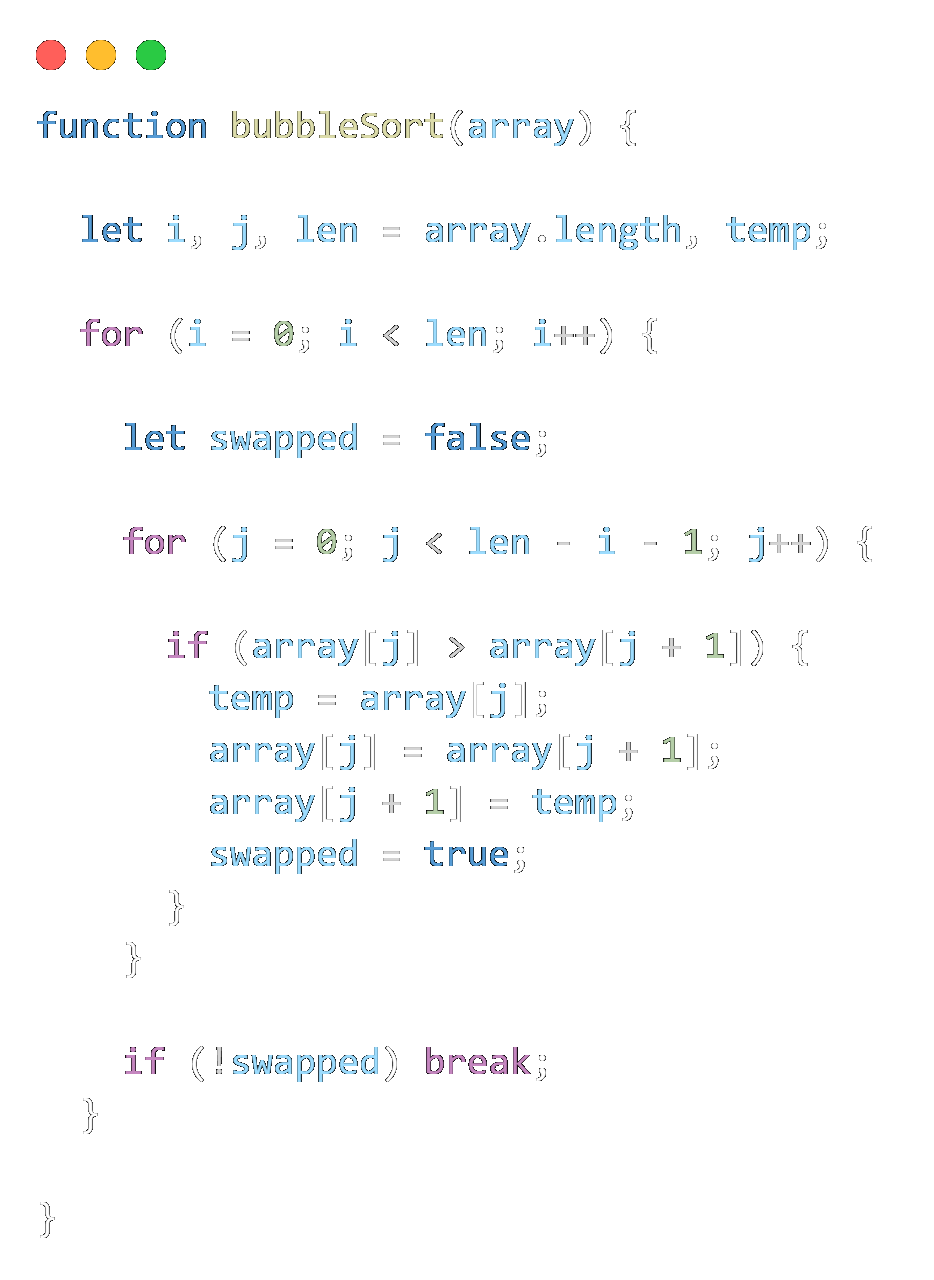 function bubbleSort(array) {
let i, j, len = array.length, temp;
for (i = 0; i < len; i++) {
let swapped = false;
for (j = 0; j < len - i - 1; j++) {
if (array[j] > array[j + 1]) {
temp = array[j];
array[j] = array[j + 1];
array[j + 1] = temp;
swapped = true;
}
}
if (!swapped) break;
}
}